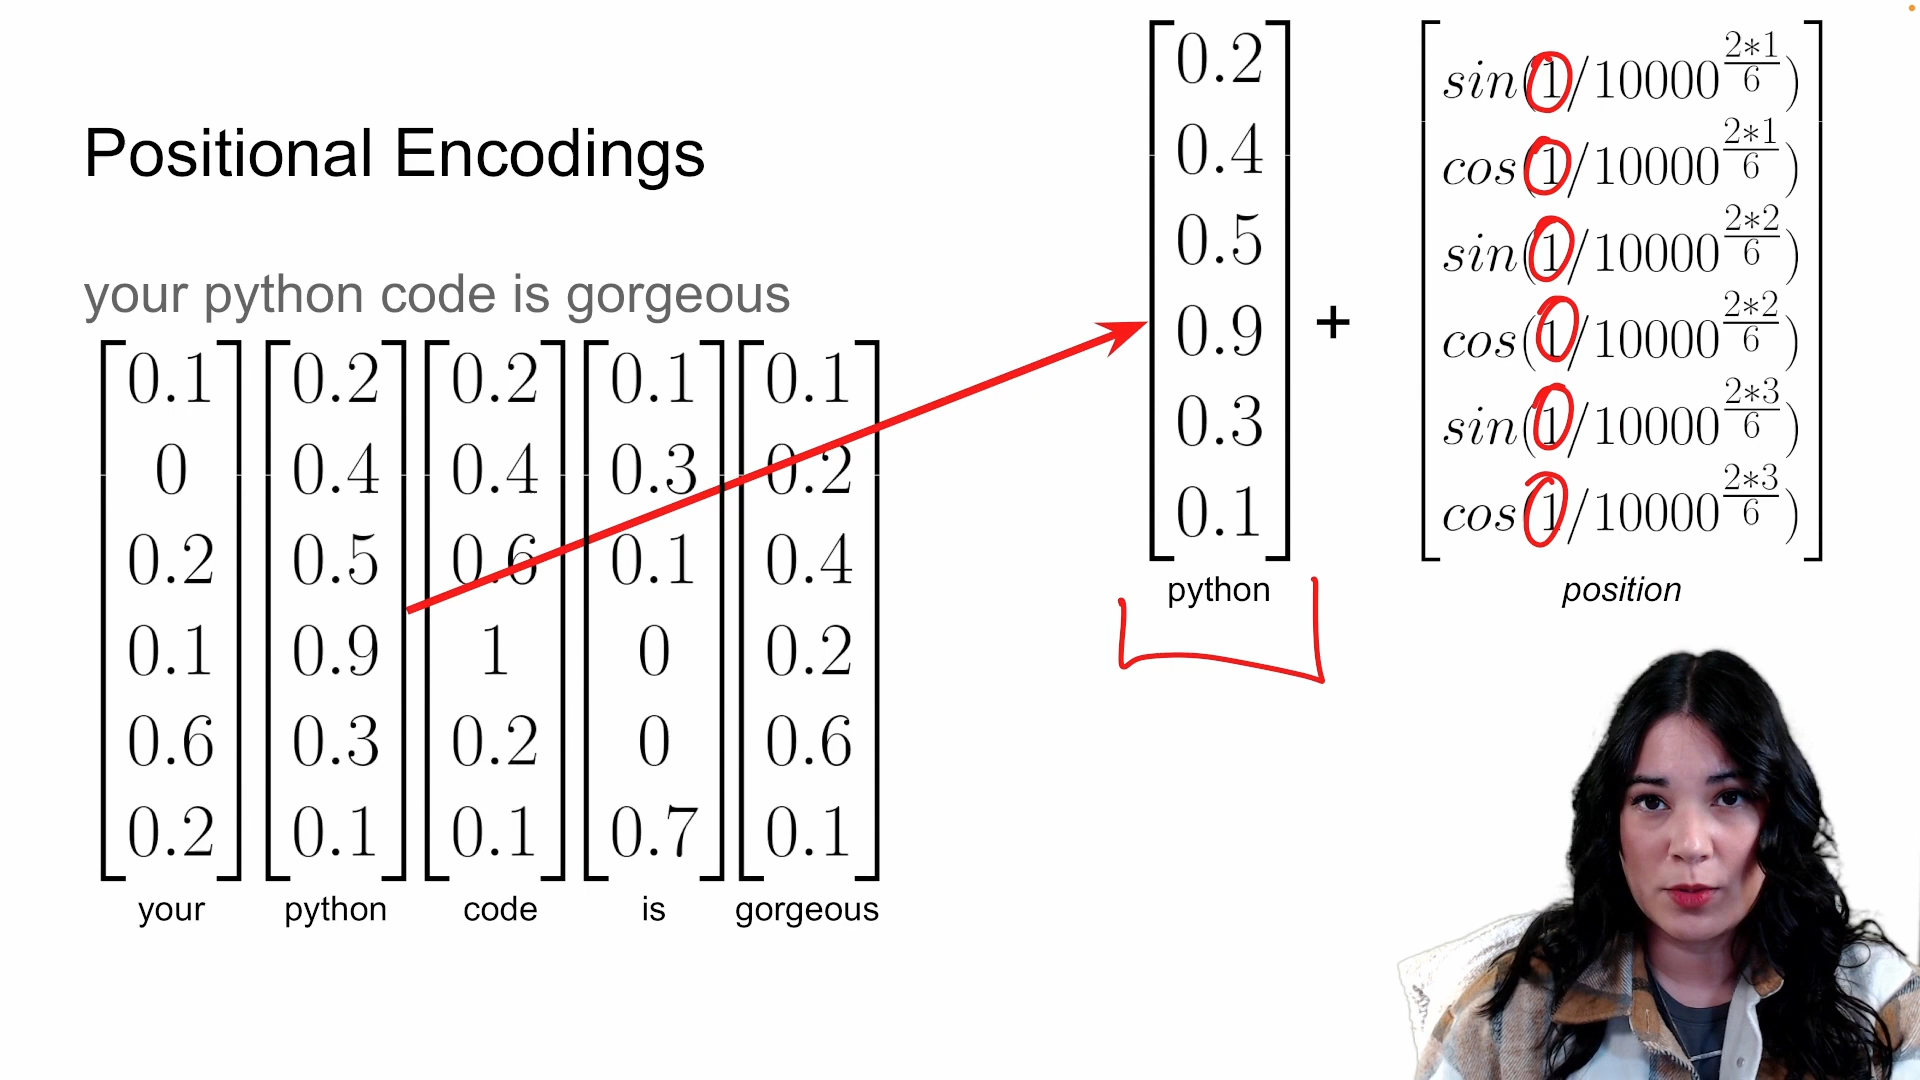 Positional Encodings
your python code is gorgeous
0.1 0.2 0.2 0.1 0.1
0 0.4 0.4 0.3 0.2
0.2 0.5 0.6 0.1 0.4
0.1 0.9 1 0 0.2
0.6 0.3 0.2 0 0.6
0.2 0.1 0.1 0.7 0.1
your python code is gorgeous
0.2
0.4
0.5
0.9
0.3
0.1
python
+
sin(1/10000^{\frac{2*1}{6}})
cos(1/10000^{\frac{2*1}{6}})
sin(1/10000^{\frac{2*2}{6}})
cos(1/10000^{\frac{2*2}{6}})
sin(1/10000^{\frac{2*3}{6}})
cos(1/10000^{\frac{2*3}{6}})
position